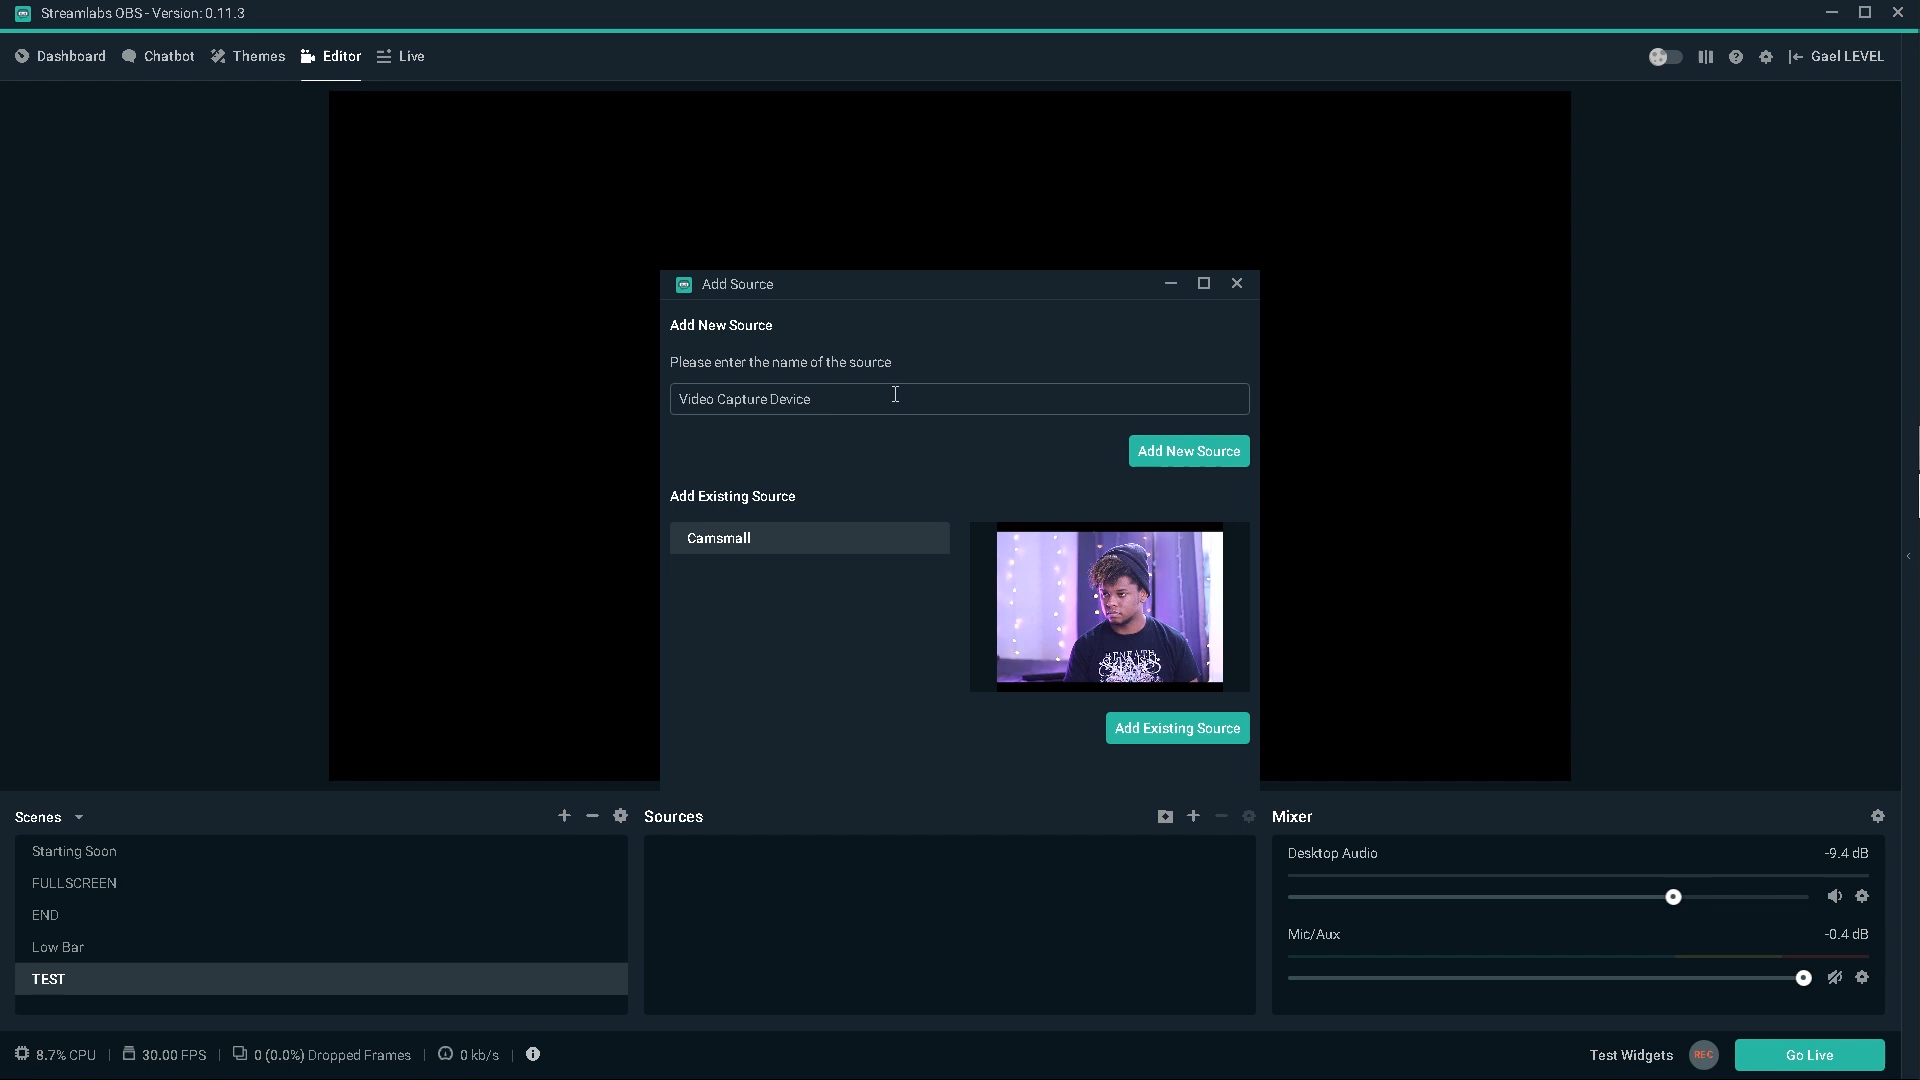 Streamlabs OBS - Version: 0.11.3
Dashboard
Chatbot
Themes
Editor
Live
Gael LEVEL
Add Source
Add New Source
Please enter the name of the source
Video Capture Device
Add New Source
Add Existing Source
Camsmall
BENEATH
Add Existing Source
Scenes
Starting Soon
FULLSCREEN
END
Low Bar
TEST
Sources
Mixer
Desktop Audio -9.4 dB
Mic/Aux -0.4 dB
8.7% CPU
30.00 FPS
0 (0.0%) Dropped Frames
0 kb/s
Test Widgets
REC
Go Live